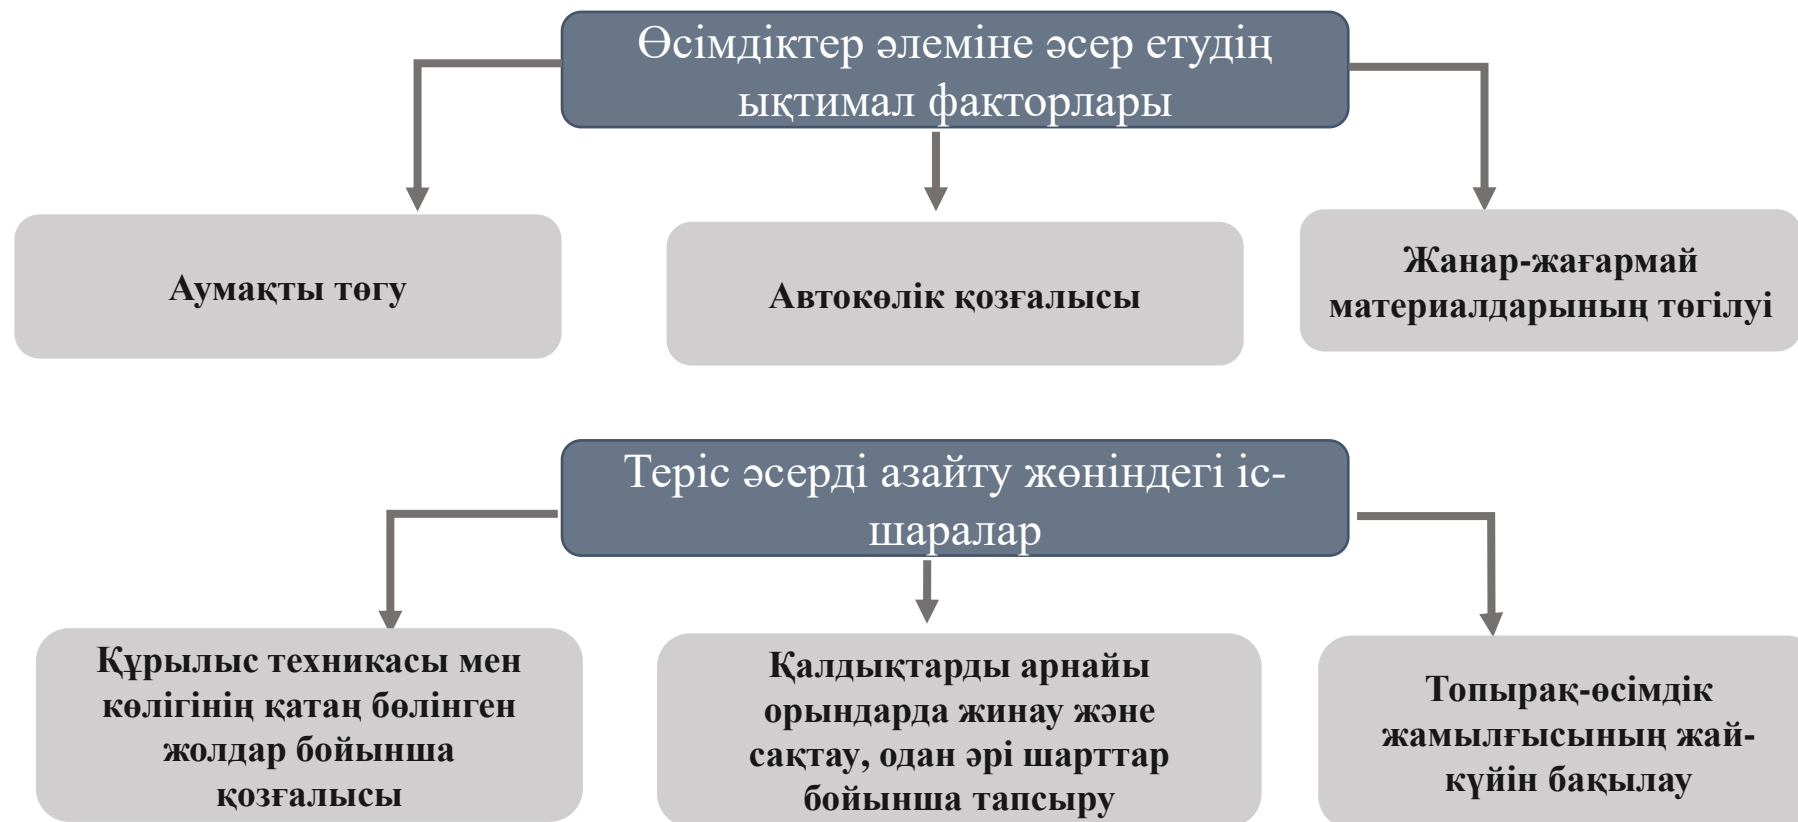 Өсімдіктер әлеміне әсер етудің
ықтимал факторлары
Аумақты төгу
Автокөлік қозғалысы
Жанар-жағармай
материалдарының төгілуі
Теріс әсерді азайту жөніндегі іс-
шаралар
Құрылыс техникасы мен
көлігінің қатаң бөлінген
жолдар бойынша
қозғалысы
Қалдықтарды арнайы
орындарда жинау және
сақтау, одан әрі шарттар
бойынша тапсыру
Топырақ-өсімдік
жамылғысының жай-
күйін бақылау